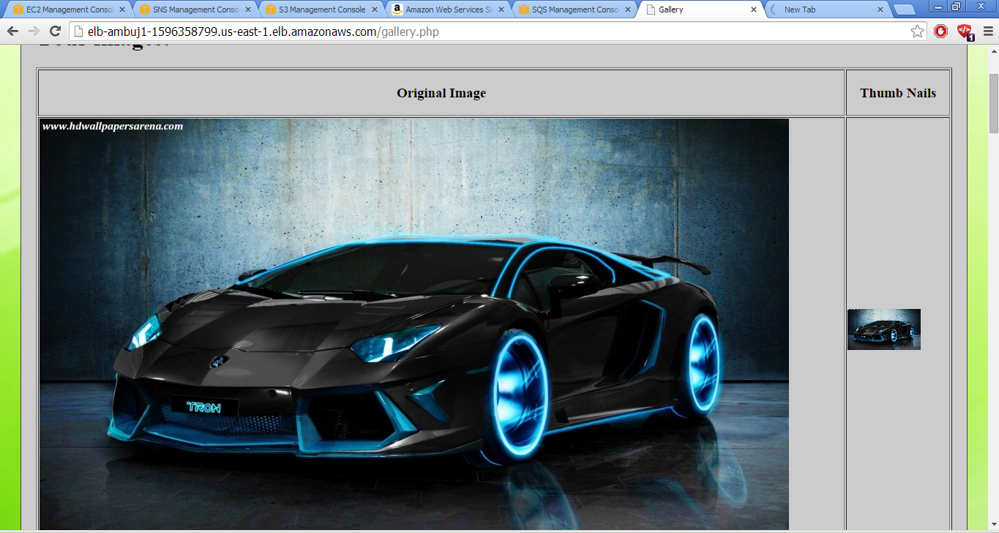 EC2 Management Consol
SNS Management Conso
S3 Management Console
Amazon Web Services Si
SQS Management Conso
Gallery
New Tab
elb-ambuj1-1596358799.us-east-1.elb.amazonaws.com/gallery.php
1
Original Image
Thumb Nails
www.hdwallpapersarena.com
TRON